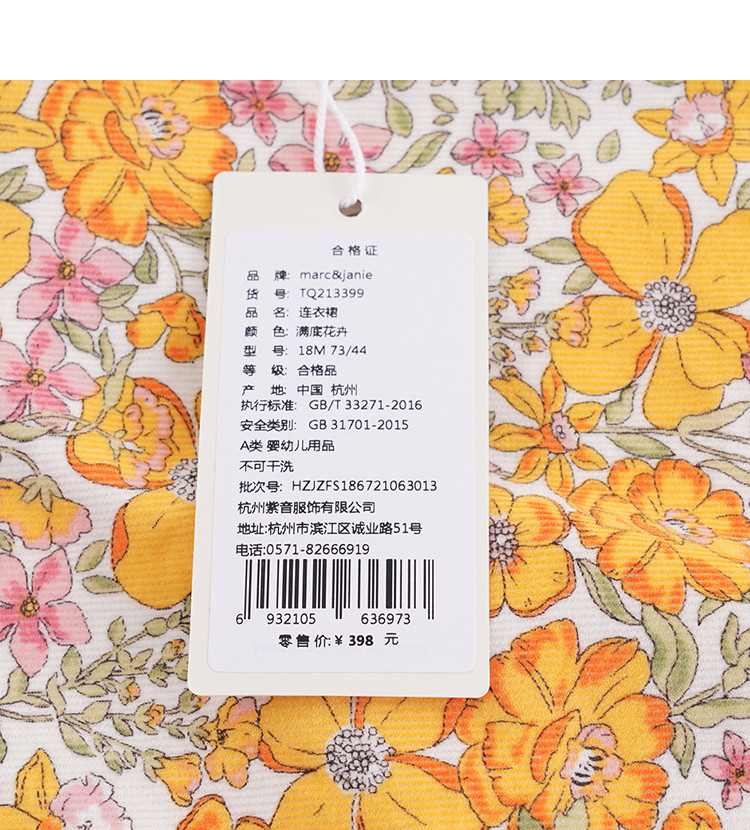 合格证
品 牌: marc&janie
货 号: TQ213399
品 名: 连衣裙
颜 色: 满底花卉
型 号: 18M 73/44
等 级: 合格品
产 地: 中国 杭州
执行标准: GB/T 33271-2016
安全类别: GB 31701-2015
A类 婴幼儿用品
不可干洗
批次号: HZJZFS186721063013
杭州紫音服饰有限公司
地址:杭州市滨江区诚业路51号
电话:0571-82666919
6 932105 636973
零售价:¥ 398 元